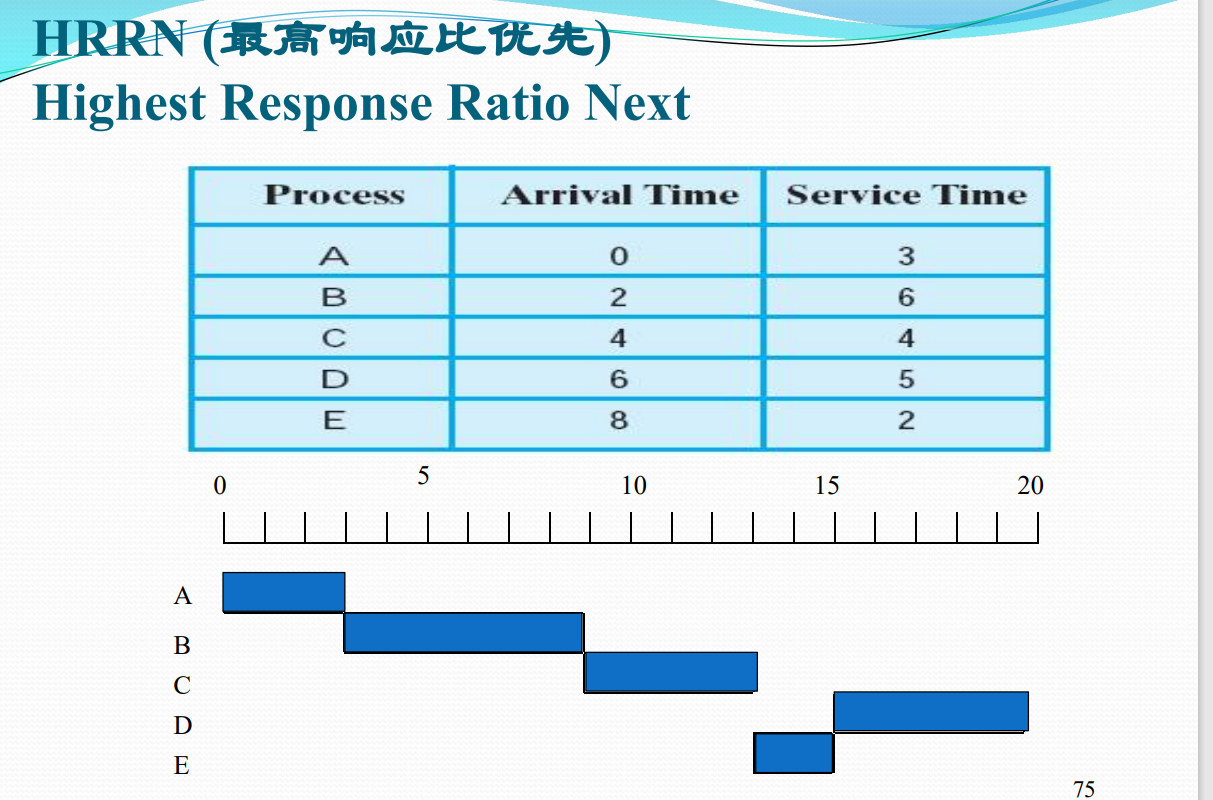 HRRN (最高响应比优先)
Highest Response Ratio Next
Process Arrival Time Service Time
A 0 3
B 2 6
C 4 4
D 6 5
E 8 2
0 5 10 15 20
A
B
C
D
E
75